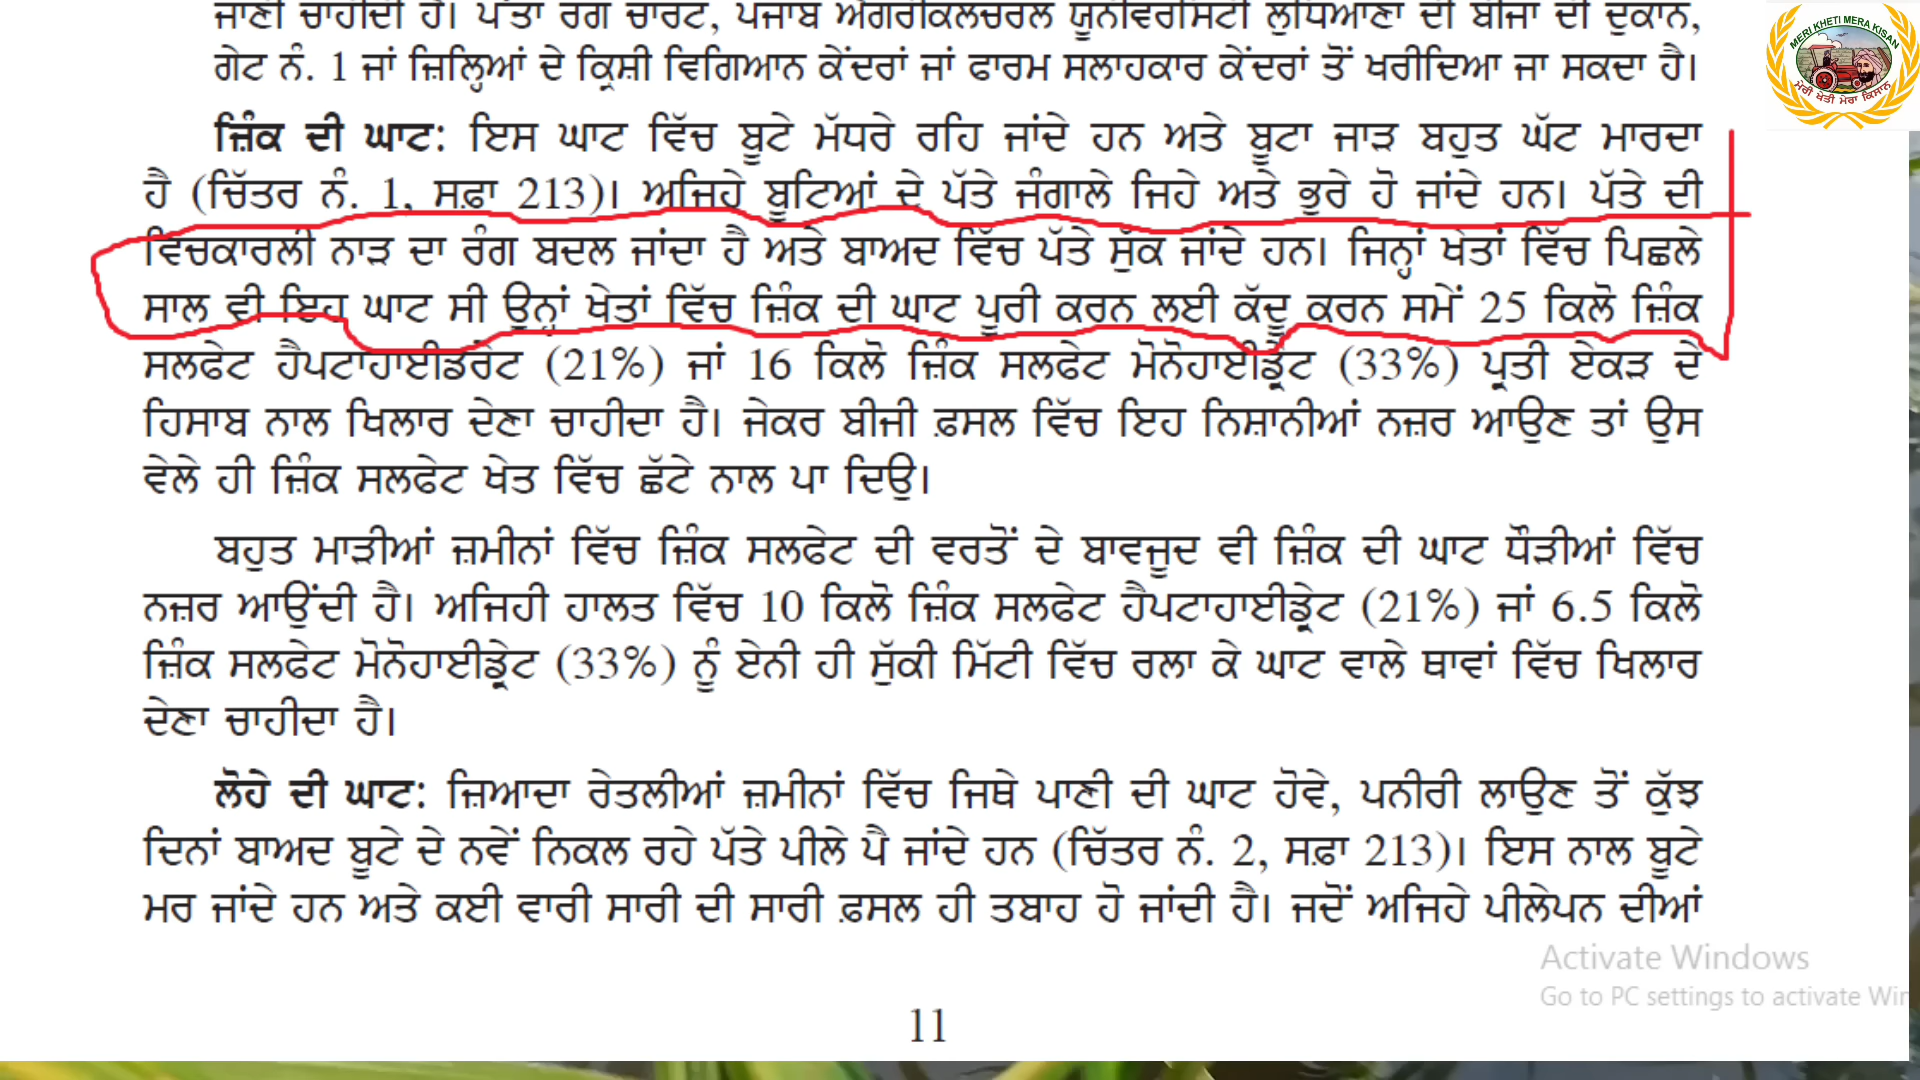 ਜਾਣੀ ਚਾਹੀਦੀ ਹੈ। ਪੱਤਾ ਰੰਗ ਚਾਰਟ, ਪੰਜਾਬ ਐਗਰੀਕਲਚਰਲ ਯੂਨੀਵਰਸਿਟੀ ਲੁਧਿਆਣਾ ਦੀ ਬੀਜਾਂ ਦੀ ਦੁਕਾਨ,
ਗੇਟ ਨੰ. 1 ਜਾਂ ਜ਼ਿਲ੍ਹਿਆਂ ਦੇ ਕ੍ਰਿਸ਼ੀ ਵਿਗਿਆਨ ਕੇਂਦਰਾਂ ਜਾਂ ਫਾਰਮ ਸਲਾਹਕਾਰ ਕੇਂਦਰਾਂ ਤੋਂ ਖਰੀਦਿਆ ਜਾ ਸਕਦਾ ਹੈ।
ਜ਼ਿੰਕ ਦੀ ਘਾਟ: ਇਸ ਘਾਟ ਵਿੱਚ ਬੂਟੇ ਮੱਧਰੇ ਰਹਿ ਜਾਂਦੇ ਹਨ ਅਤੇ ਬੂਟਾ ਜਾੜ ਬਹੁਤ ਘੱਟ ਮਾਰਦਾ
ਹੈ (ਚਿੱਤਰ ਨੰ. 1, ਸਫ਼ਾ 213)। ਅਜਿਹੇ ਬੂਟਿਆਂ ਦੇ ਪੱਤੇ ਜੰਗਾਲੇ ਜਿਹੇ ਅਤੇ ਭੂਰੇ ਹੋ ਜਾਂਦੇ ਹਨ। ਪੱਤੇ ਦੀ
ਵਿਚਕਾਰਲੀ ਨਾੜ ਦਾ ਰੰਗ ਬਦਲ ਜਾਂਦਾ ਹੈ ਅਤੇ ਬਾਅਦ ਵਿੱਚ ਪੱਤੇ ਸੁੱਕ ਜਾਂਦੇ ਹਨ। ਜਿਨ੍ਹਾਂ ਖੇਤਾਂ ਵਿੱਚ ਪਿਛਲੇ
ਸਾਲ ਵੀ ਇਹ ਘਾਟ ਸੀ ਉਨ੍ਹਾਂ ਖੇਤਾਂ ਵਿੱਚ ਜ਼ਿੰਕ ਦੀ ਘਾਟ ਪੂਰੀ ਕਰਨ ਲਈ ਕੱਦੂ ਕਰਨ ਸਮੇਂ 25 ਕਿਲੋ ਜ਼ਿੰਕ
ਸਲਫੇਟ ਹੈਪਟਾਹਾਈਡਰੇਟ (21%) ਜਾਂ 16 ਕਿਲੋ ਜ਼ਿੰਕ ਸਲਫੇਟ ਮੋਨੋਹਾਈਡ੍ਰੇਟ (33%) ਪ੍ਰਤੀ ਏਕੜ ਦੇ
ਹਿਸਾਬ ਨਾਲ ਖਿਲਾਰ ਦੇਣਾ ਚਾਹੀਦਾ ਹੈ। ਜੇਕਰ ਬੀਜੀ ਫ਼ਸਲ ਵਿੱਚ ਇਹ ਨਿਸ਼ਾਨੀਆਂ ਨਜ਼ਰ ਆਉਣ ਤਾਂ ਉਸ
ਵੇਲੇ ਹੀ ਜ਼ਿੰਕ ਸਲਫੇਟ ਖੇਤ ਵਿੱਚ ਛੱਟੇ ਨਾਲ ਪਾ ਦਿਉ।
ਬਹੁਤ ਮਾੜੀਆਂ ਜ਼ਮੀਨਾਂ ਵਿੱਚ ਜ਼ਿੰਕ ਸਲਫੇਟ ਦੀ ਵਰਤੋਂ ਦੇ ਬਾਵਜੂਦ ਵੀ ਜ਼ਿੰਕ ਦੀ ਘਾਟ ਧੌੜੀਆਂ ਵਿੱਚ
ਨਜ਼ਰ ਆਉਂਦੀ ਹੈ। ਅਜਿਹੀ ਹਾਲਤ ਵਿੱਚ 10 ਕਿਲੋ ਜ਼ਿੰਕ ਸਲਫੇਟ ਹੈਪਟਾਹਾਈਡ੍ਰੇਟ (21%) ਜਾਂ 6.5 ਕਿਲੋ
ਜ਼ਿੰਕ ਸਲਫੇਟ ਮੋਨੋਹਾਈਡ੍ਰੇਟ (33%) ਨੂੰ ਏਨੀ ਹੀ ਸੁੱਕੀ ਮਿੱਟੀ ਵਿੱਚ ਰਲਾ ਕੇ ਘਾਟ ਵਾਲੇ ਥਾਵਾਂ ਵਿੱਚ ਖਿਲਾਰ
ਦੇਣਾ ਚਾਹੀਦਾ ਹੈ।
ਲੋਹੇ ਦੀ ਘਾਟ: ਜ਼ਿਆਦਾ ਰੇਤਲੀਆਂ ਜ਼ਮੀਨਾਂ ਵਿੱਚ ਜਿਥੇ ਪਾਣੀ ਦੀ ਘਾਟ ਹੋਵੇ, ਪਨੀਰੀ ਲਾਉਣ ਤੋਂ ਕੁੱਝ
ਦਿਨਾਂ ਬਾਅਦ ਬੂਟੇ ਦੇ ਨਵੇਂ ਨਿਕਲ ਰਹੇ ਪੱਤੇ ਪੀਲੇ ਪੈ ਜਾਂਦੇ ਹਨ (ਚਿੱਤਰ ਨੰ. 2, ਸਫ਼ਾ 213)। ਇਸ ਨਾਲ ਬੂਟੇ
ਮਰ ਜਾਂਦੇ ਹਨ ਅਤੇ ਕਈ ਵਾਰੀ ਸਾਰੀ ਦੀ ਸਾਰੀ ਫ਼ਸਲ ਹੀ ਤਬਾਹ ਹੋ ਜਾਂਦੀ ਹੈ। ਜਦੋਂ ਅਜਿਹੇ ਪੀਲੇਪਨ ਦੀਆਂ
11
MERI KHETI MERA KISAN
ਮੇਰੀ ਖੇਤੀ ਮੇਰਾ ਕਿਸਾਨ
Activate Windows
Go to PC settings to activate Win